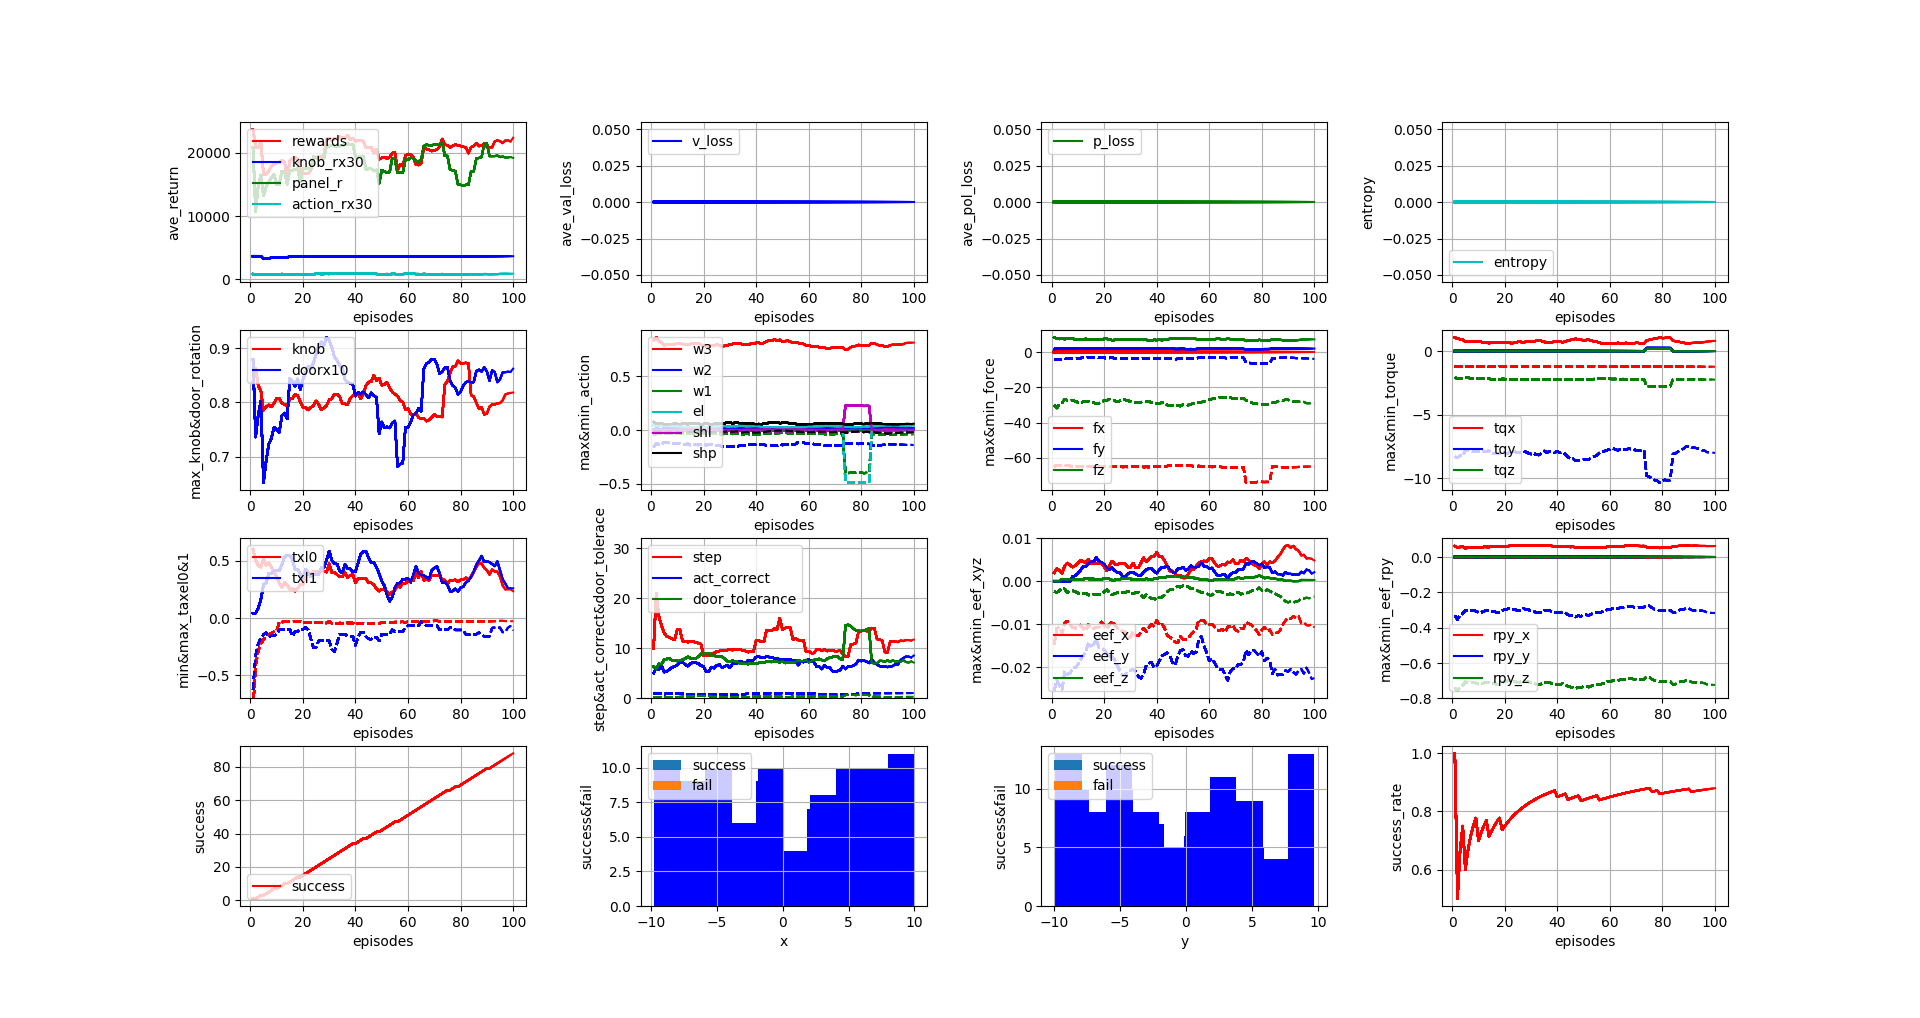 ave_return
20000
10000
0
rewards
knob_rx30
panel_r
action_rx30
0 20 40 60 80 100
episodes
ave_val_loss
0.050
0.025
0.000
−0.025
−0.050
v_loss
0 20 40 60 80 100
episodes
ave_pol_loss
0.050
0.025
0.000
−0.025
−0.050
p_loss
0 20 40 60 80 100
episodes
entropy
0.050
0.025
0.000
−0.025
−0.050
entropy
0 20 40 60 80 100
episodes
max_knob&door_rotation
0.9
0.8
0.7
knob
doorx10
0 20 40 60 80 100
episodes
max&min_action
0.5
0.0
−0.5
w3
w2
w1
el
shl
shp
0 20 40 60 80 100
episodes
max&min_force
0
−20
−40
−60
fx
fy
fz
0 20 40 60 80 100
episodes
max&min_torque
0
−5
−10
tqx
tqy
tqz
0 20 40 60 80 100
episodes
min&max_taxel0&1
0.5
0.0
−0.5
txl0
txl1
0 20 40 60 80 100
episodes
step&act_correct&door_tolerace
30
20
10
0
step
act_correct
door_tolerance
0 20 40 60 80 100
episodes
max&min_eef_xyz
0.01
0.00
−0.01
−0.02
eef_x
eef_y
eef_z
0 20 40 60 80 100
episodes
max&min_eef_rpy
0.0
−0.2
−0.4
−0.6
−0.8
rpy_x
rpy_y
rpy_z
0 20 40 60 80 100
episodes
success
80
60
40
20
0
success
0 20 40 60 80 100
episodes
success&fail
10.0
7.5
5.0
2.5
0.0
success
fail
−10 −5 0 5 10
x
success&fail
10
5
0
success
fail
−10 −5 0 5 10
y
success_rate
1.0
0.8
0.6
0 20 40 60 80 100
episodes